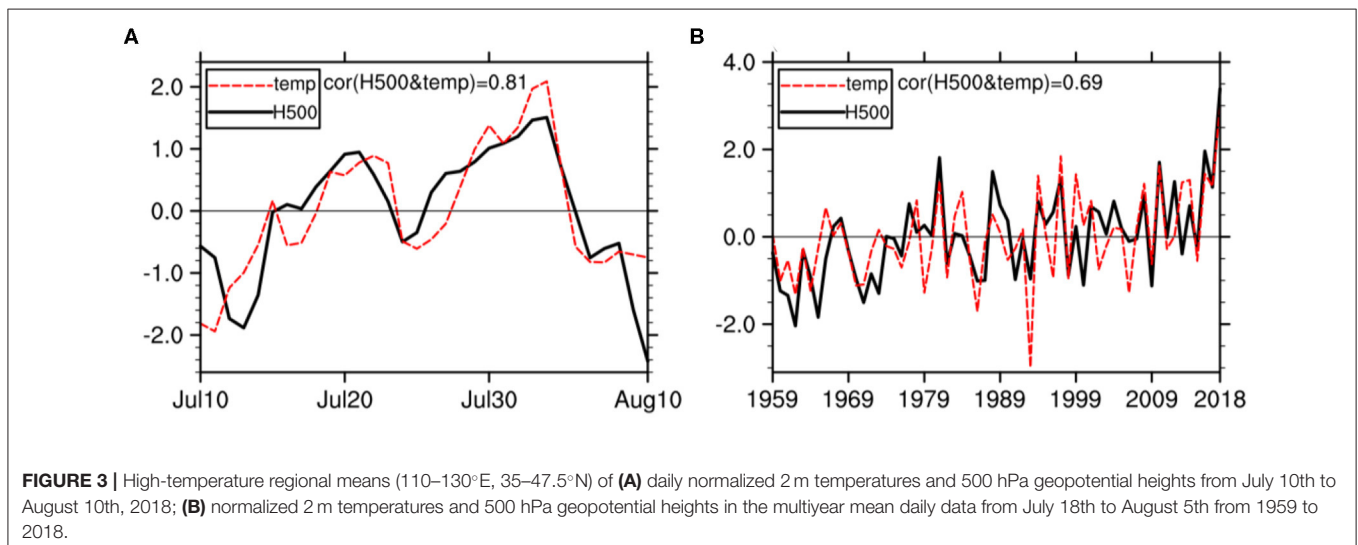 A
B
temp cor(H500&temp)=0.81
H500
2.0
1.0
0.0
-1.0
-2.0
Jul10 Jul20 Jul30 Aug10
temp cor(H500&temp)=0.69
H500
4.0
2.0
0.0
-2.0
1959 1969 1979 1989 1999 2009 2018
FIGURE 3 | High-temperature regional means (110–130°E, 35–47.5°N) of (A) daily normalized 2 m temperatures and 500 hPa geopotential heights from July 10th to
August 10th, 2018; (B) normalized 2 m temperatures and 500 hPa geopotential heights in the multiyear mean daily data from July 18th to August 5th from 1959 to
2018.